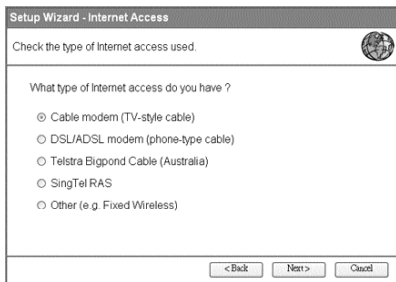 Setup Wizard - Internet Access
Check the type of Internet access used.
What type of Internet access do you have ?
Cable modem (TV-style cable)
DSL/ADSL modem (phone-type cable)
Telstra Bigpond Cable (Australia)
SingTel RAS
Other (e.g. Fixed Wireless)
< Back Next > Cancel